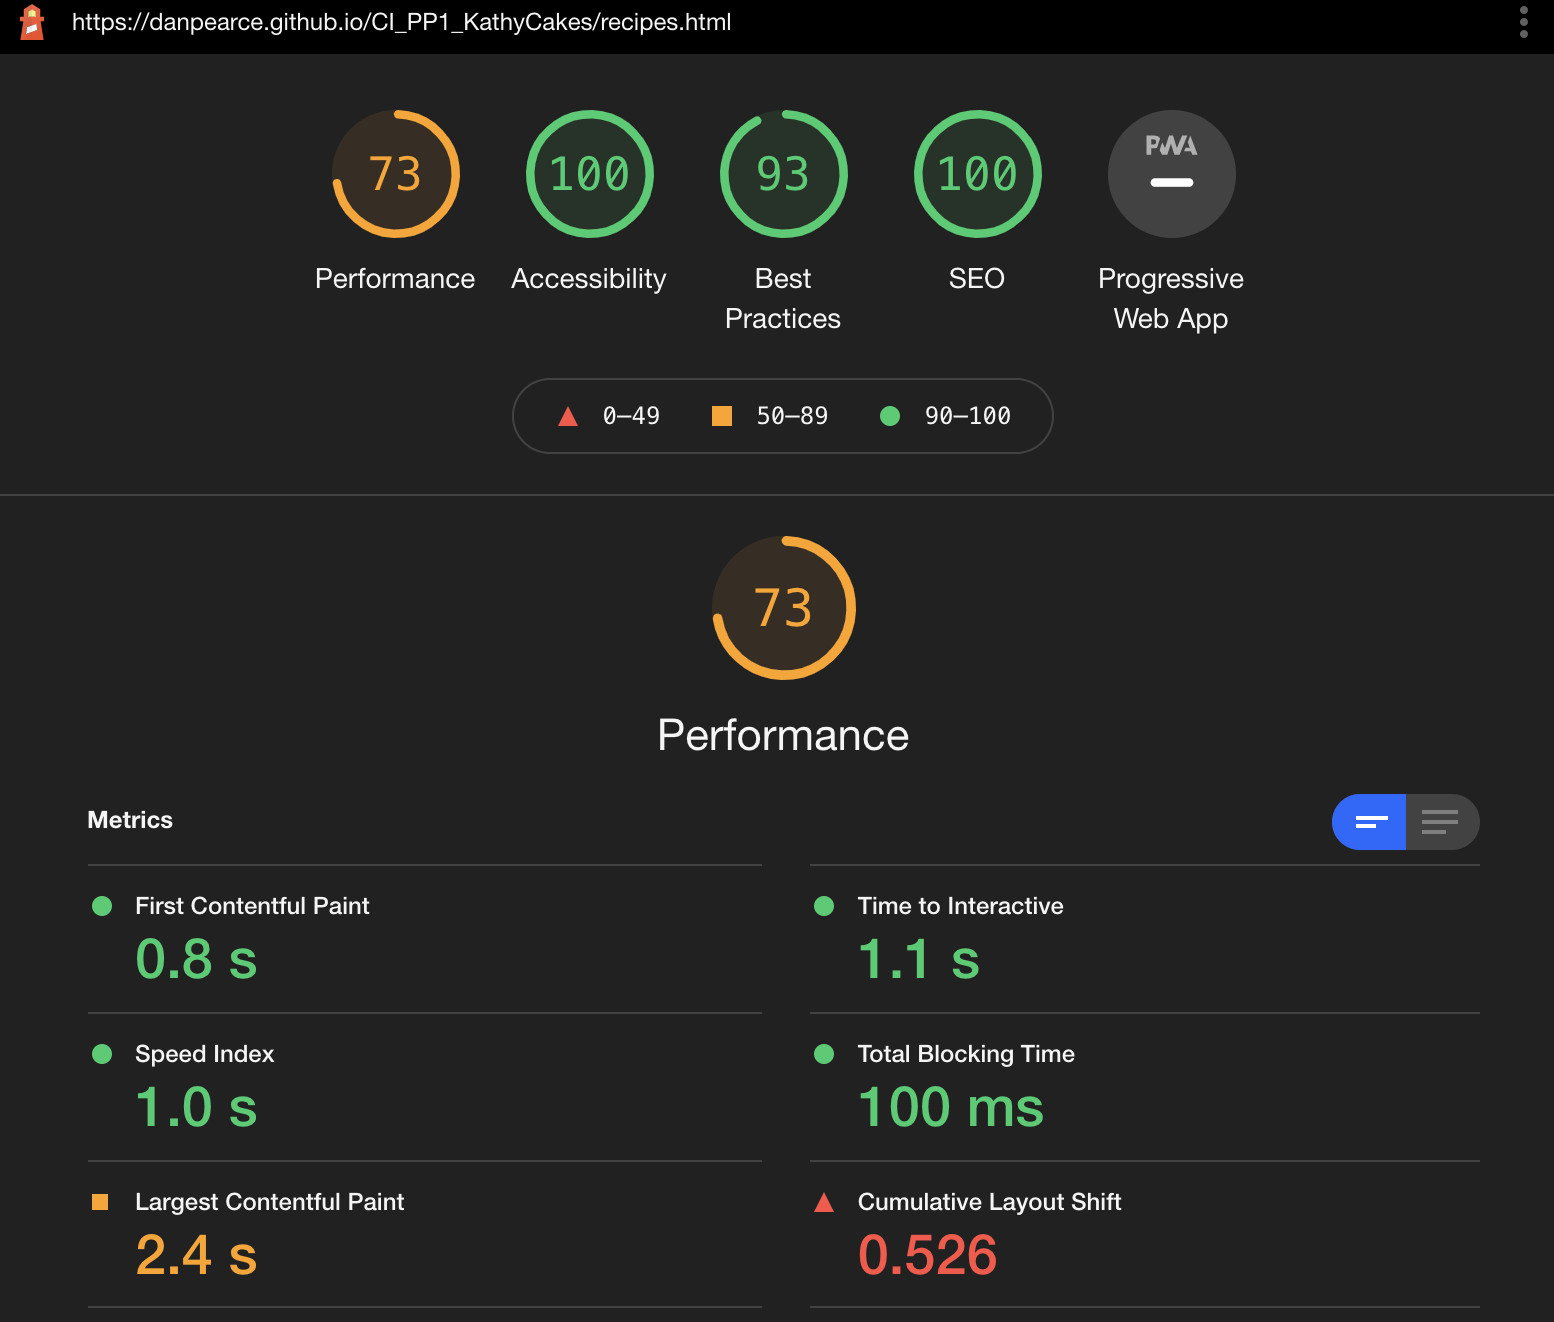 https://danpearce.github.io/CI_PP1_KathyCakes/recipes.html
73
100
93
100
PWA
Performance
Accessibility
Best
Practices
SEO
Progressive
Web App
0–49
50–89
90–100
73
Performance
Metrics
First Contentful Paint
0.8 s
Time to Interactive
1.1 s
Speed Index
1.0 s
Total Blocking Time
100 ms
Largest Contentful Paint
2.4 s
Cumulative Layout Shift
0.526